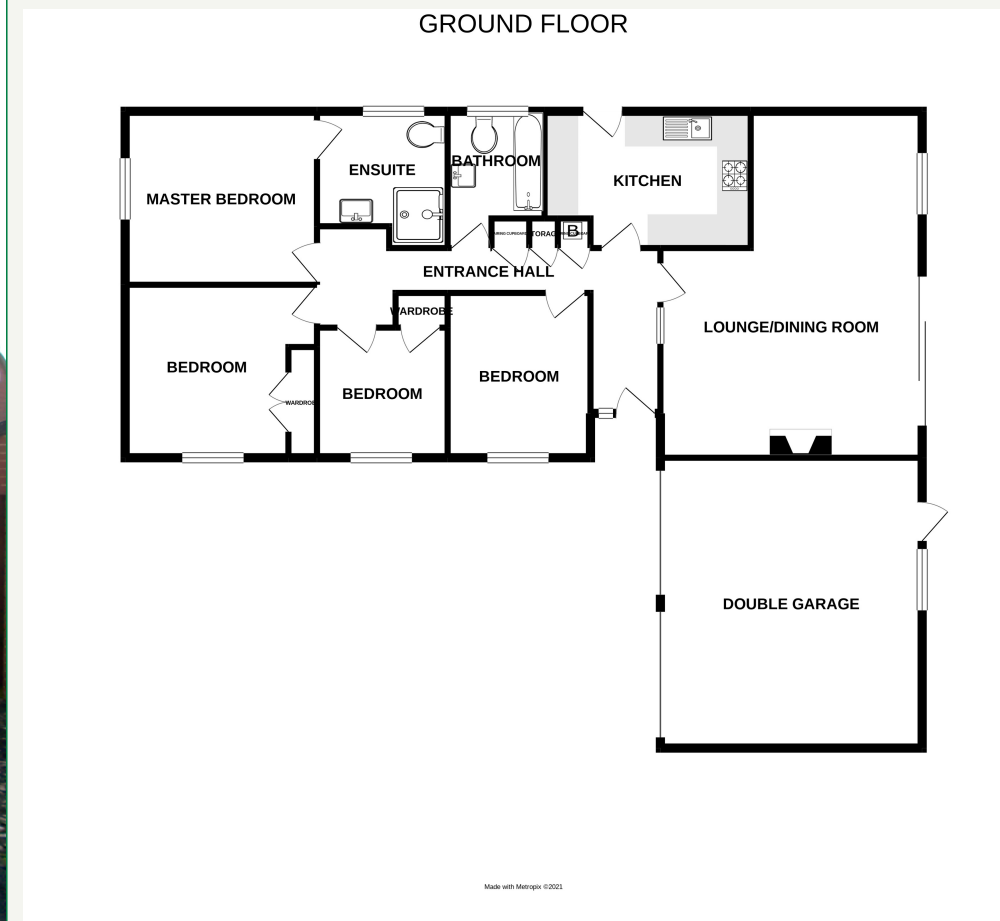 GROUND FLOOR
BATHROOM
ENSUITE
KITCHEN
MASTER BEDROOM
B
ENTRANCE HALL
WARDROBE
LOUNGE/DINING ROOM
BEDROOM
BEDROOM
BEDROOM
WARDROBE
DOUBLE GARAGE
Made with Metropix ©2021